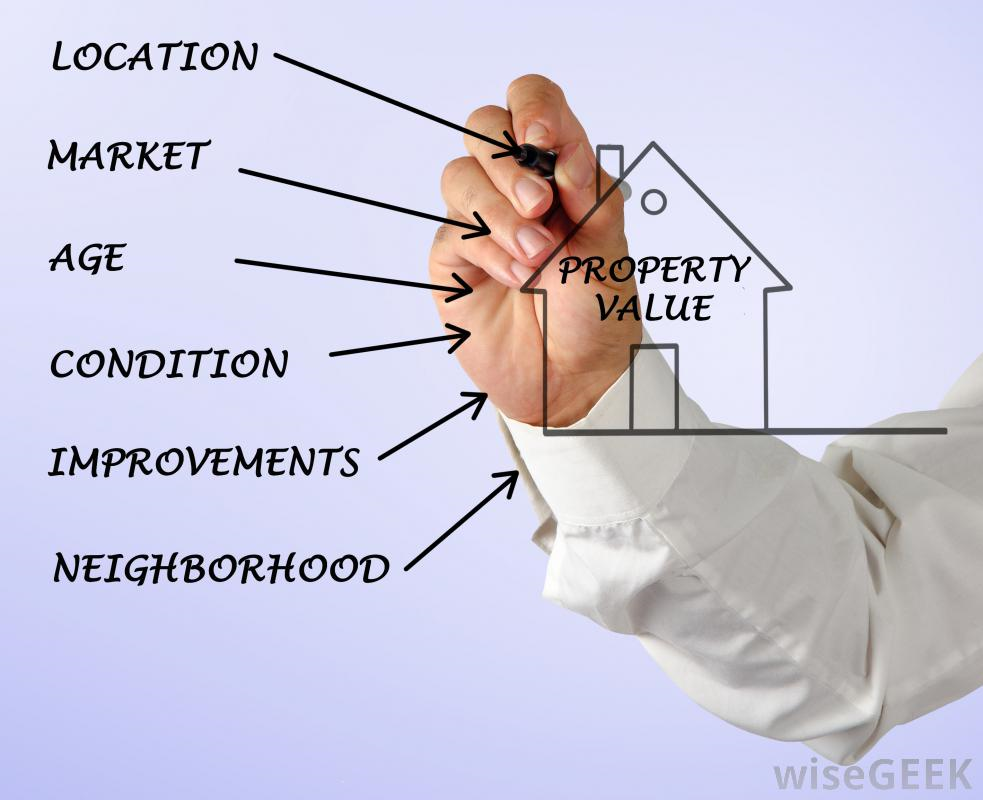 LOCATION
MARKET
AGE
CONDITION
IMPROVEMENTS
NEIGHBORHOOD
PROPERTY
VALUE
wiseGEEK